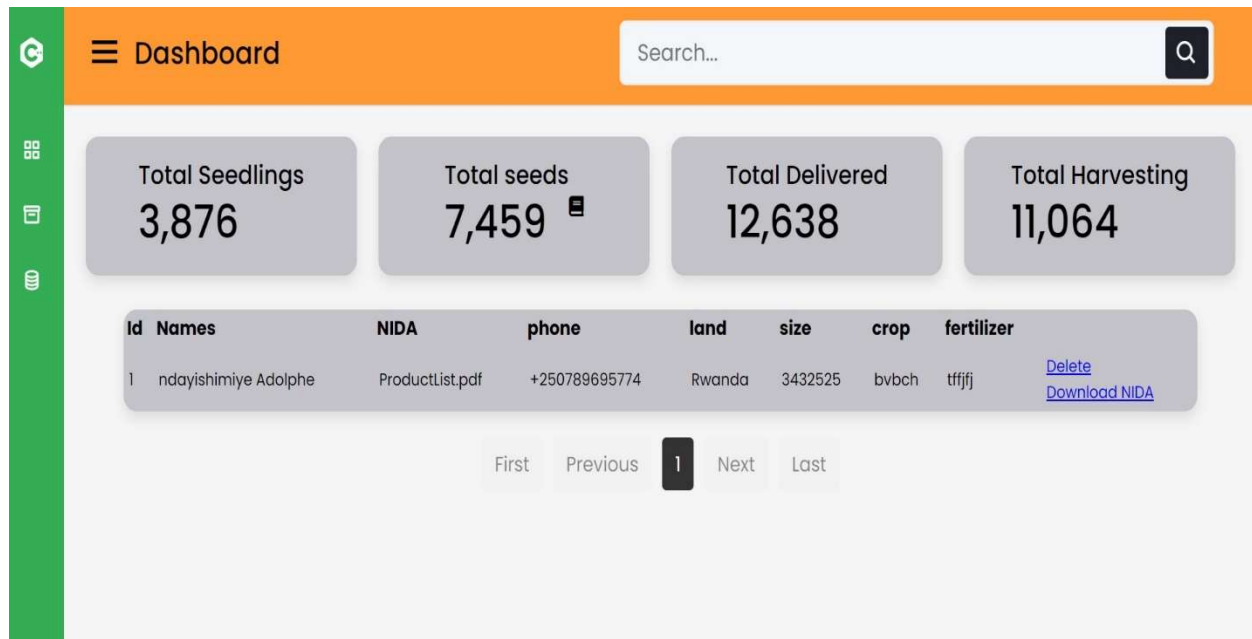 Dashboard
Search...
Total Seedlings
3,876
Total seeds
7,459
Total Delivered
12,638
Total Harvesting
11,064
Id Names NIDA phone land size crop fertilizer
1 ndayishimiye Adolphe ProductList.pdf +250789695774 Rwanda 3432525 bvbch tffjfj Delete
Download NIDA
First Previous 1 Next Last